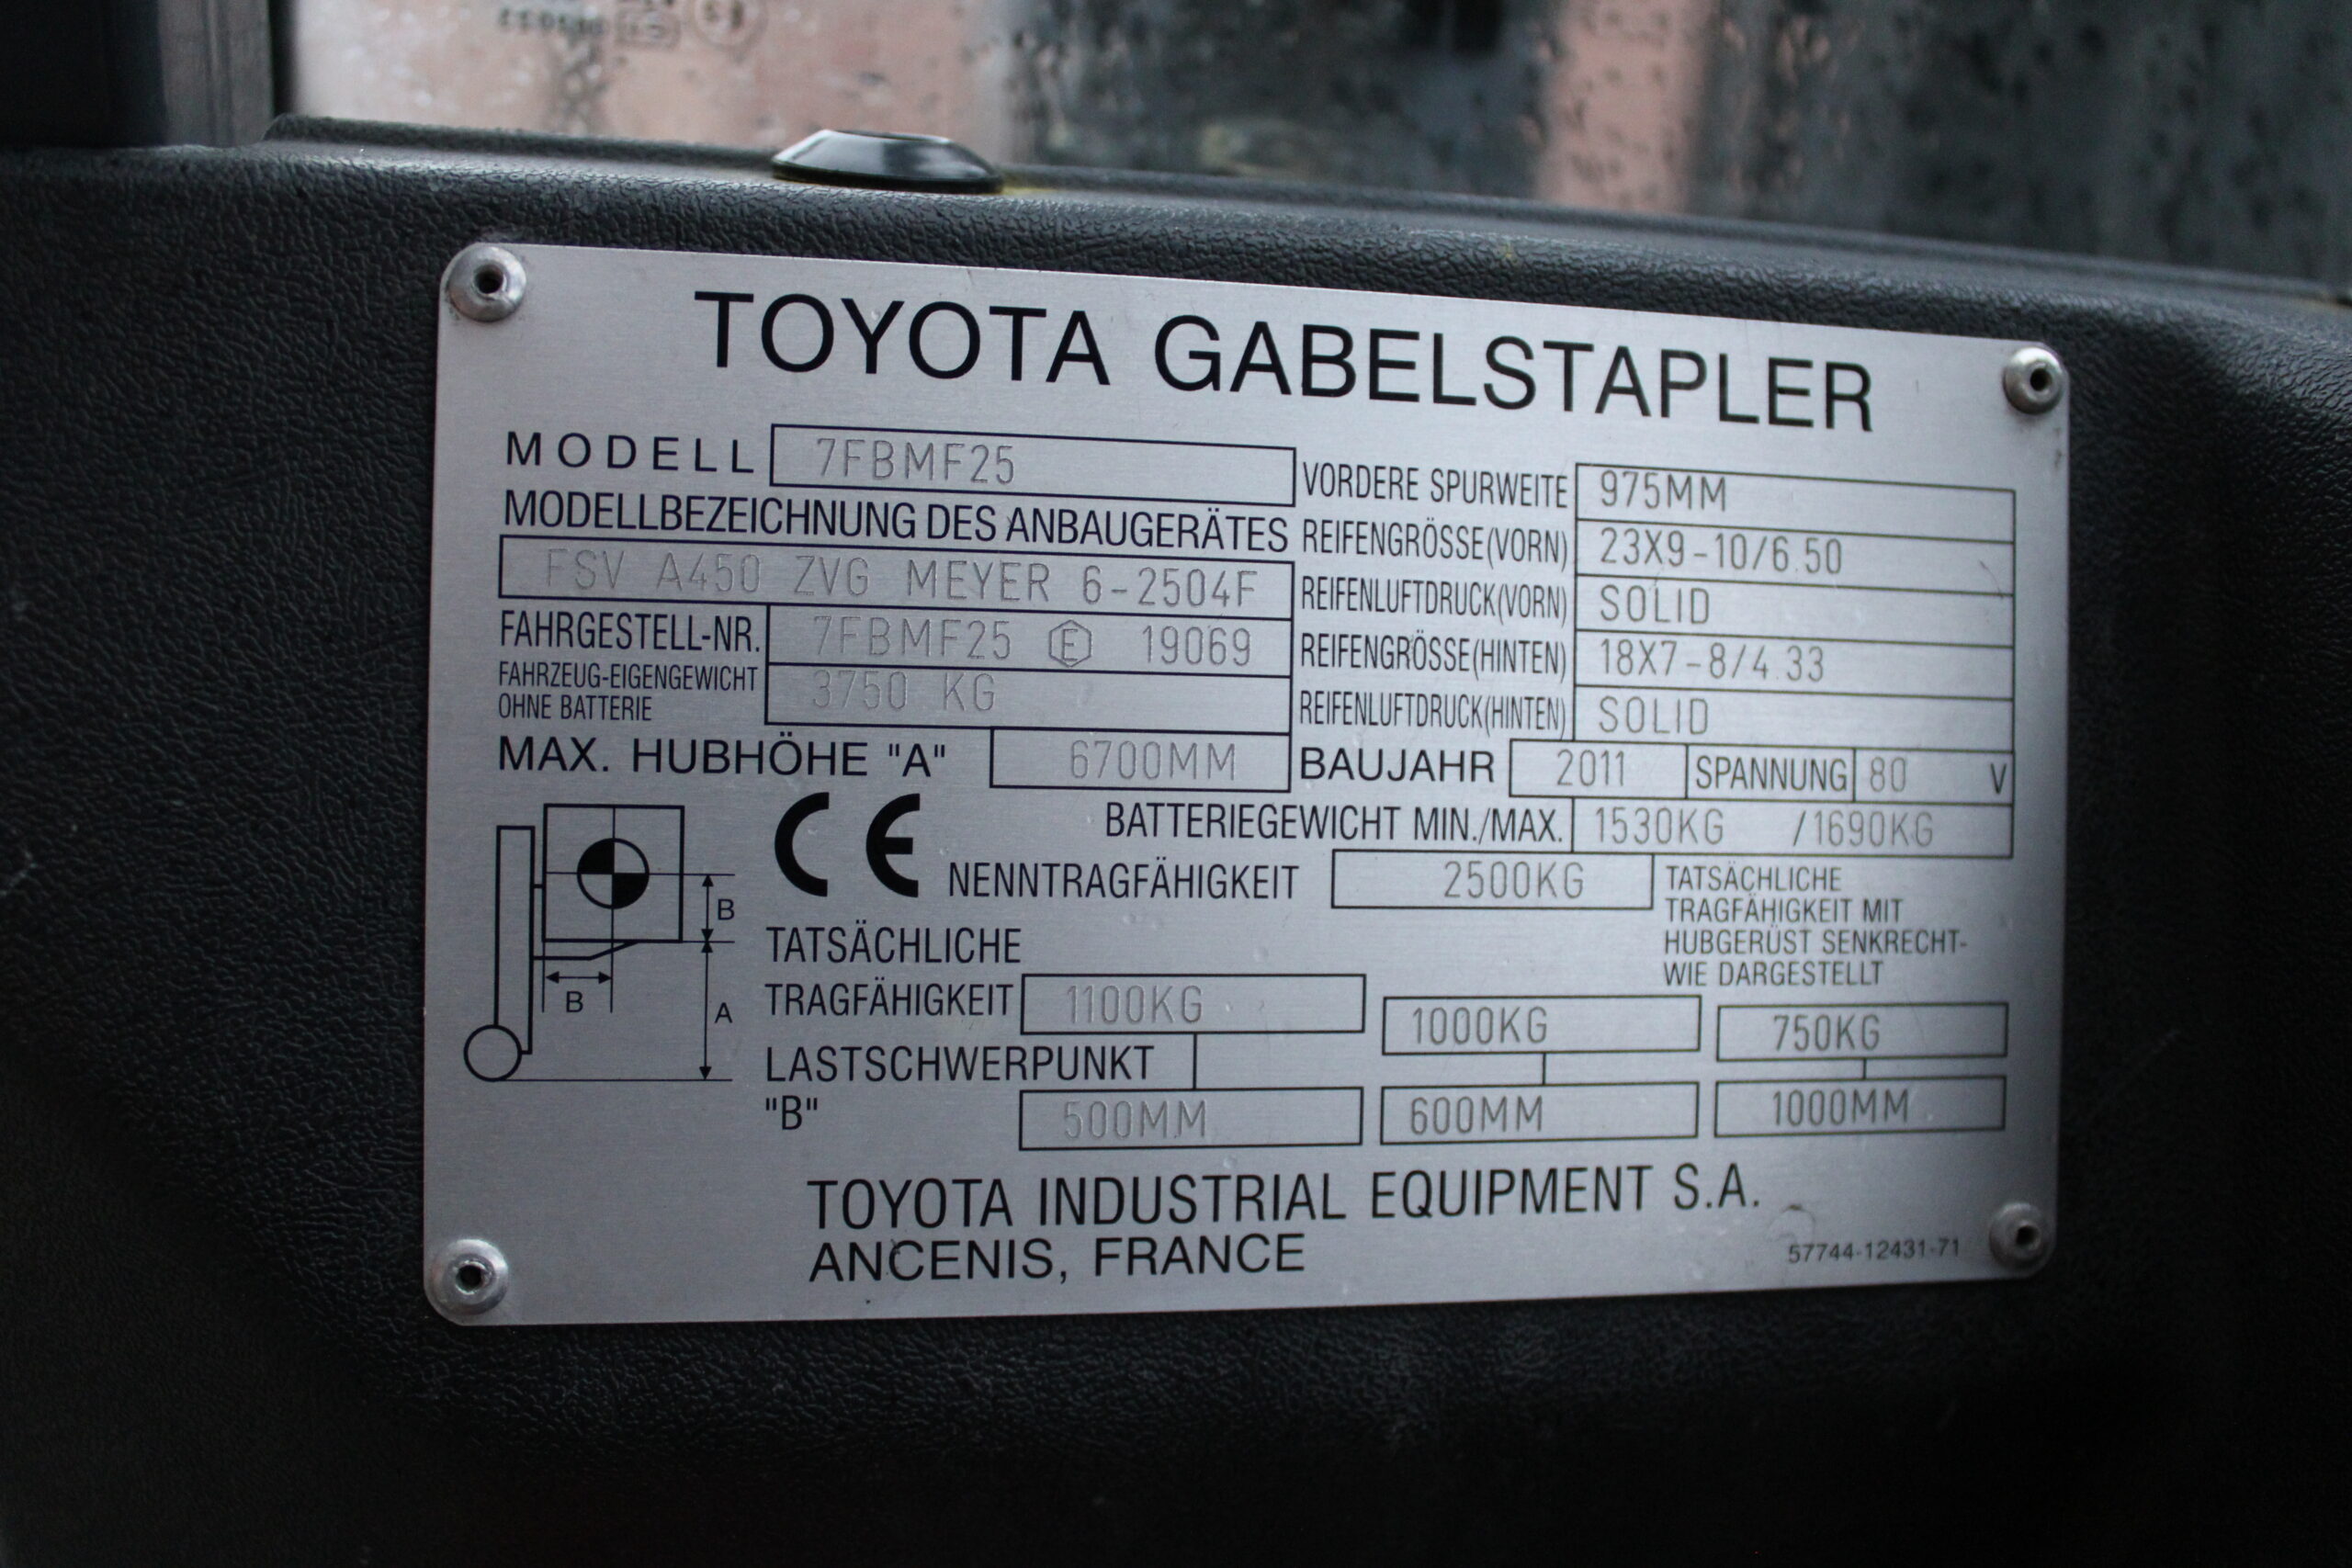 TOYOTA GABELSTAPLER
MODELL 7FBMF25
MODELLBEZEICHNUNG DES ANBAUGERÄTES
FSV A450 ZVG MEYER 6-2504F
FAHRGESTELL-NR. 7FBMF25 E 19069
FAHRZEUG-EIGENGEWICHT
OHNE BATTERIE 3750 KG
MAX. HUBHÖHE "A" 6700MM
VORDERE SPURWEITE 975MM
REIFENGRÖSSE(VORN) 23X9-10/6.50
REIFENLUFTDRUCK(VORN) SOLID
REIFENGRÖSSE(HINTEN) 18X7-8/4.33
REIFENLUFTDRUCK(HINTEN) SOLID
BAUJAHR 2011 SPANNUNG 80 V
BATTERIEGEWICHT MIN./MAX. 1530KG /1690KG
CE
NENNTRAGFÄHIGKEIT 2500KG
TATSÄCHLICHE
TRAGFÄHIGKEIT MIT
HUBGERÜST SENKRECHT-
WIE DARGESTELLT
B
B
A
TATSÄCHLICHE
TRAGFÄHIGKEIT 1100KG 1000KG 750KG
LASTSCHWERPUNKT
"B" 500MM 600MM 1000MM
TOYOTA INDUSTRIAL EQUIPMENT S.A.
ANCENIS, FRANCE
57744-12431-71